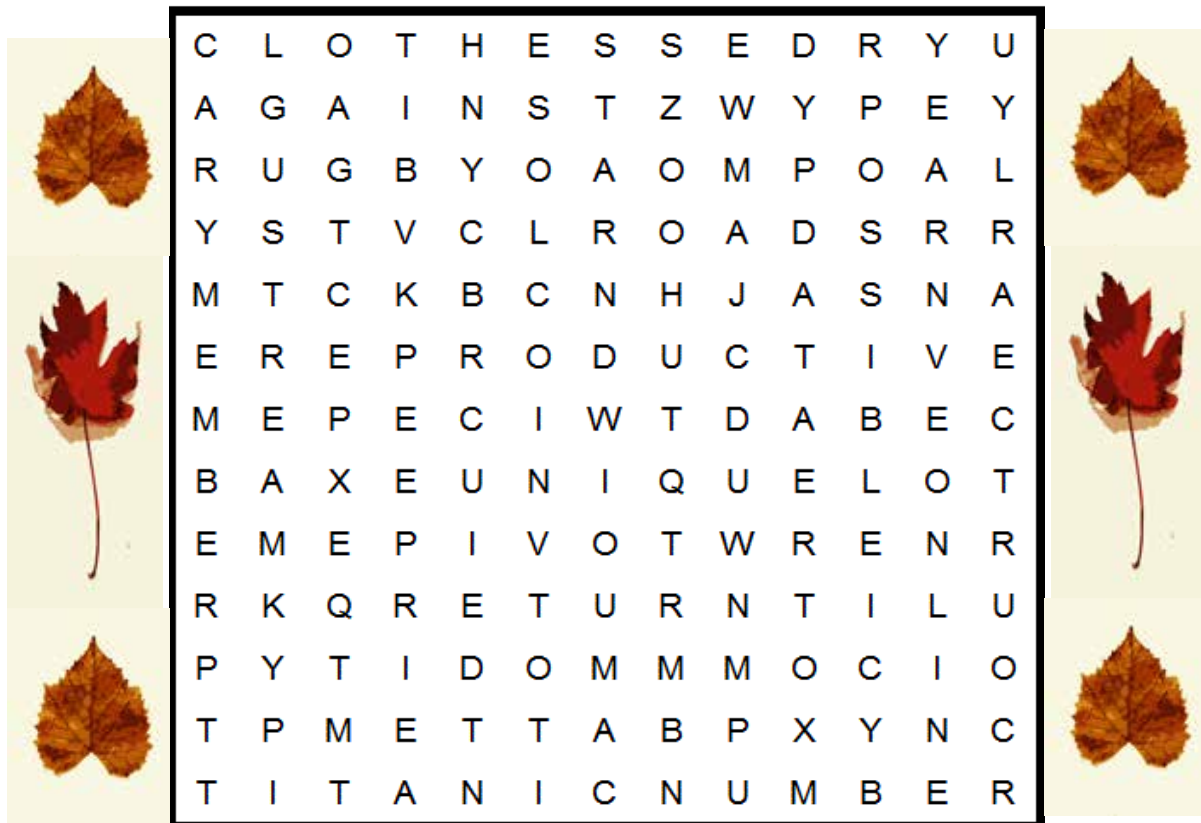 C L O T H E S S E D R Y U
A G A I N S T Z W Y P E Y
R U G B Y O A O M P O A L
Y S T V C L R O A D S R R
M T C K B C N H J A S N A
E R E P R O D U C T I V E
M E P E C I W T D A B E C
B A X E U N I Q U E L O T
E M E P I V O T W R E N R
R K Q R E T U R N T I L U
P Y T I D O M M M O C I O
T P M E T T A B P X Y N C
T I T A N I C N U M B E R